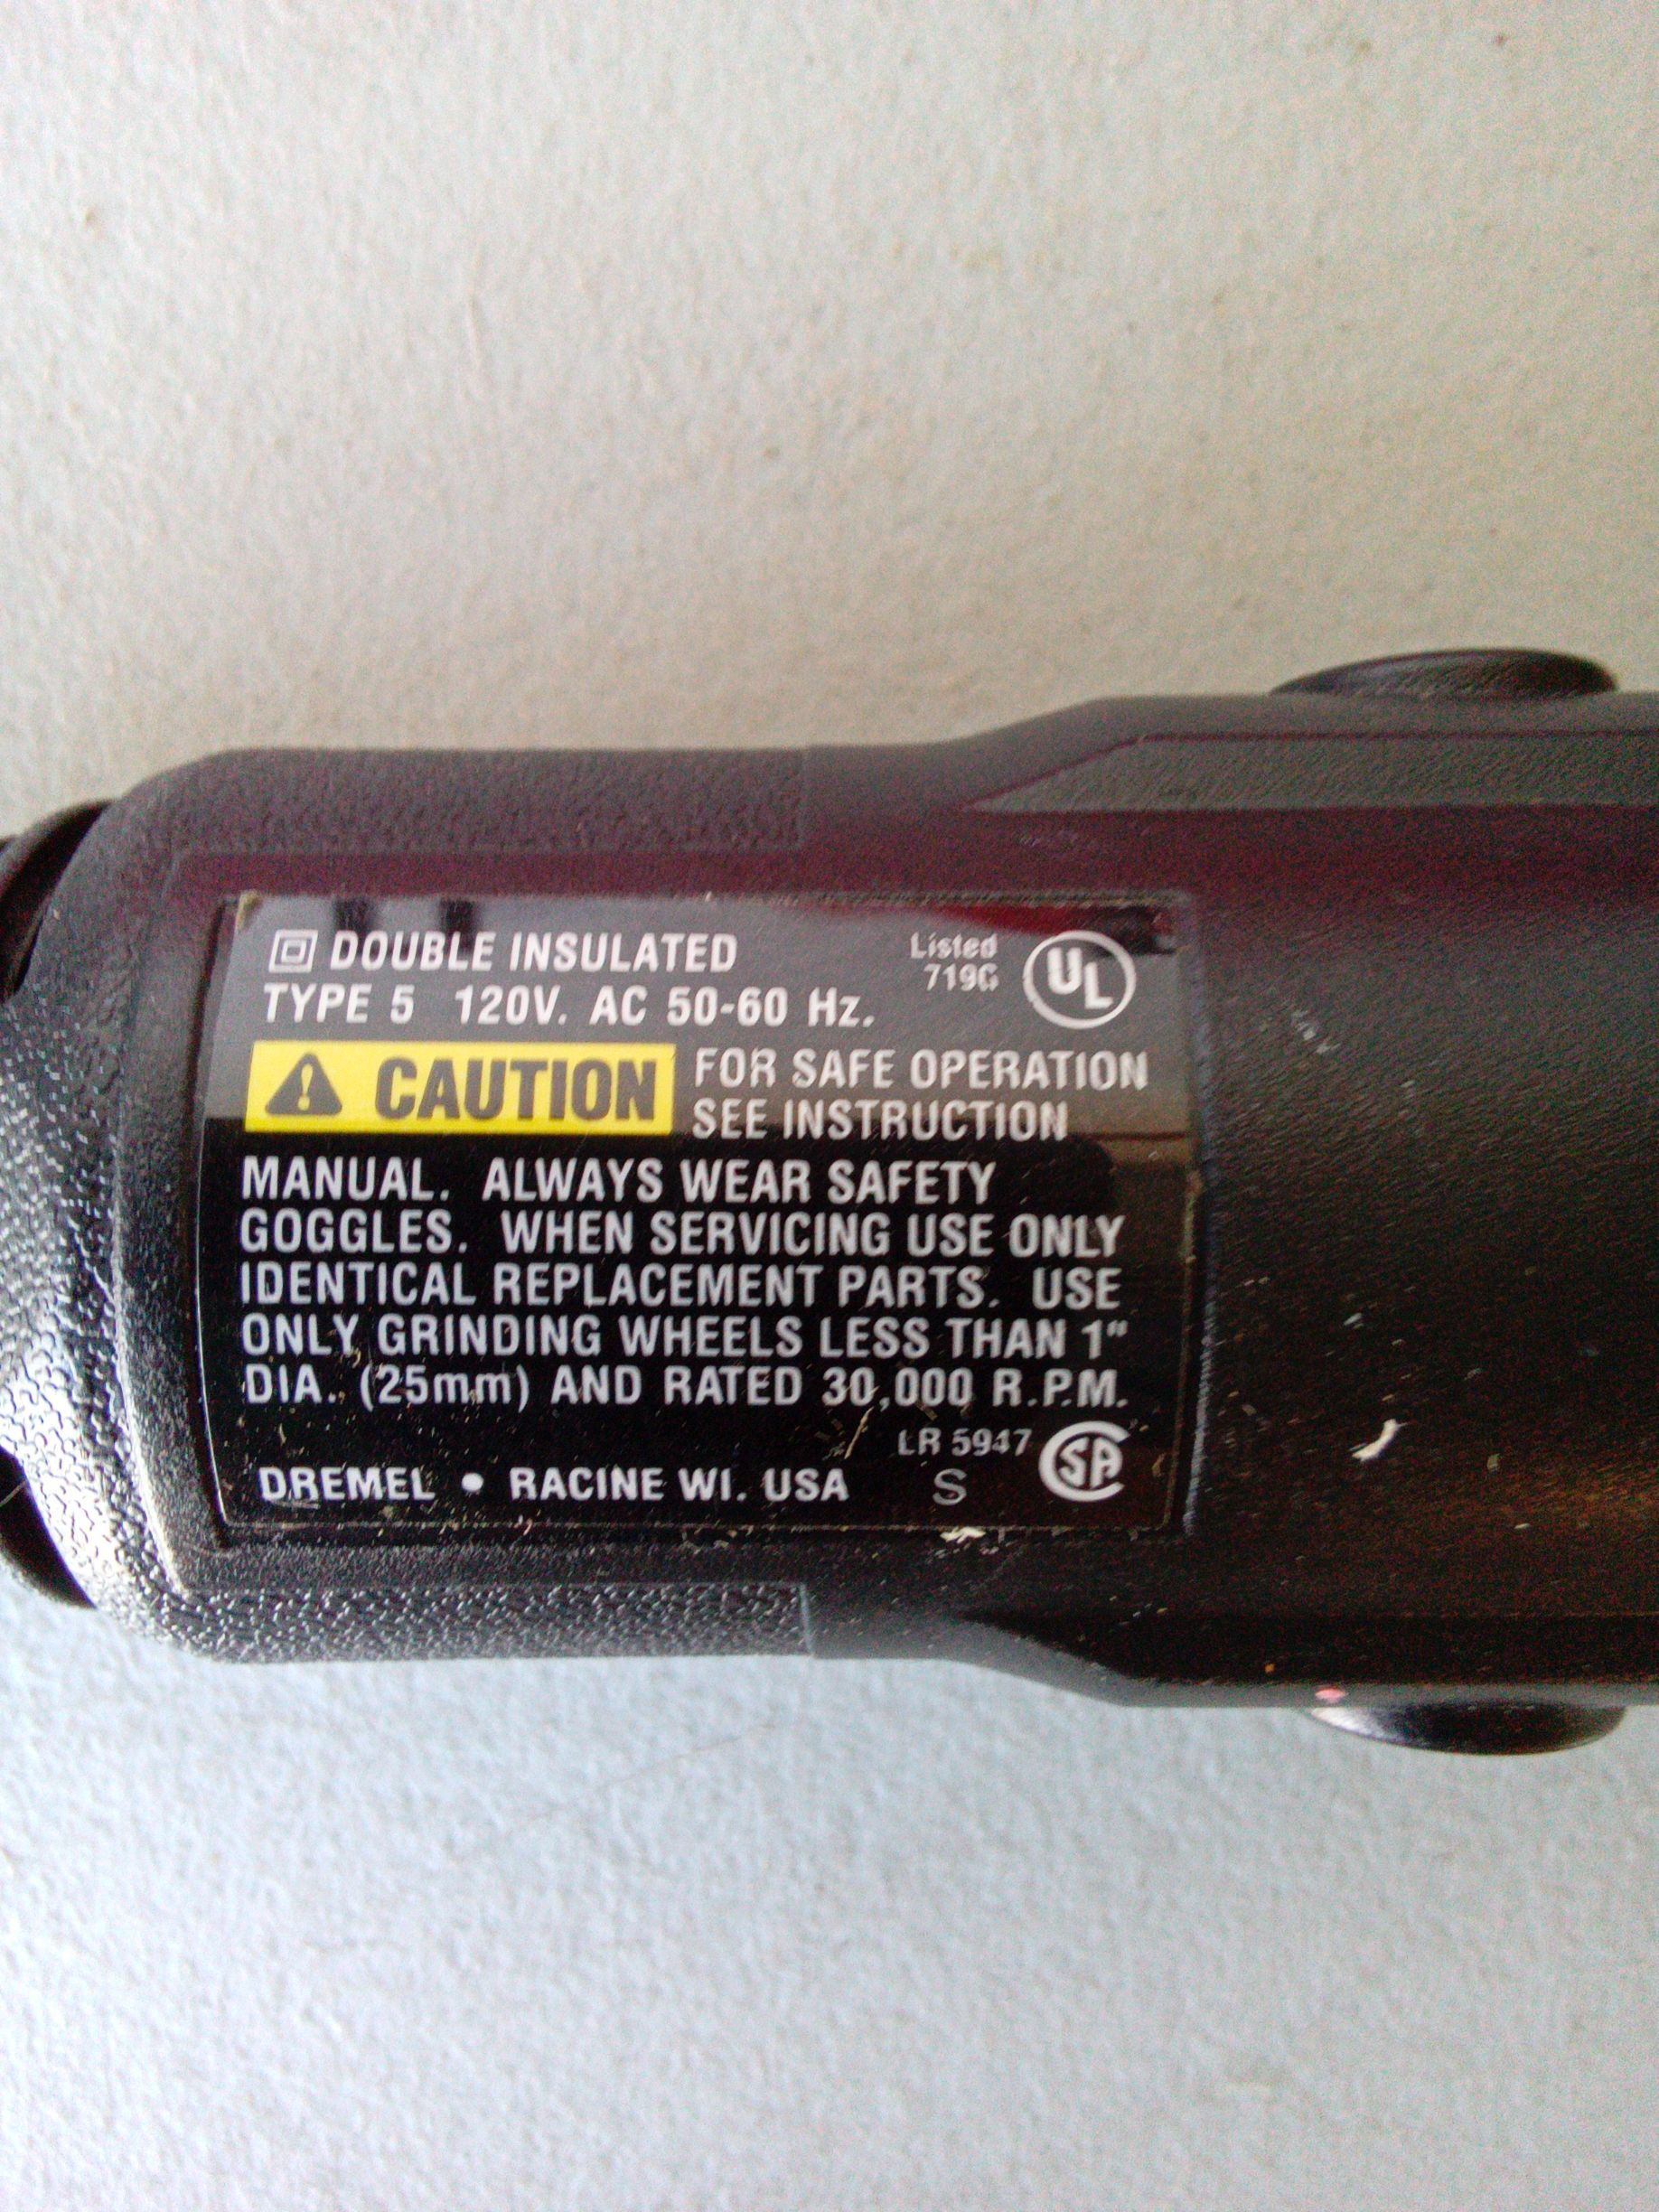 DOUBLE INSULATED
Listed
719G
UL
TYPE 5 120V. AC 50-60 Hz.
CAUTION FOR SAFE OPERATION
SEE INSTRUCTION
MANUAL. ALWAYS WEAR SAFETY
GOGGLES. WHEN SERVICING USE ONLY
IDENTICAL REPLACEMENT PARTS. USE
ONLY GRINDING WHEELS LESS THAN 1"
DIA. (25mm) AND RATED 30,000 R.P.M.
LR 5947 SA
DREMEL • RACINE WI. USA S